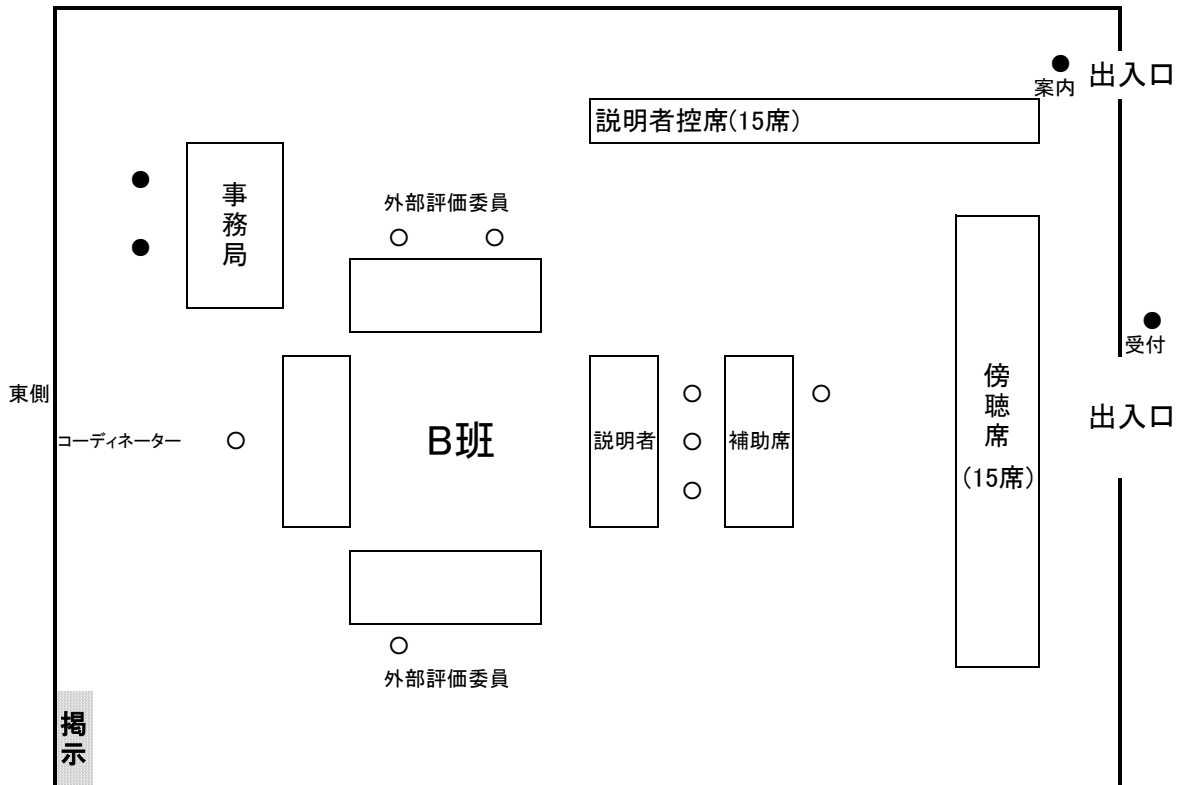 出入口
案内
説明者控席(15席)
事務局
外部評価委員
受付
東側
コーディネーター
B班
説明者
補助席
傍聴席
(15席)
出入口
外部評価委員
掲示